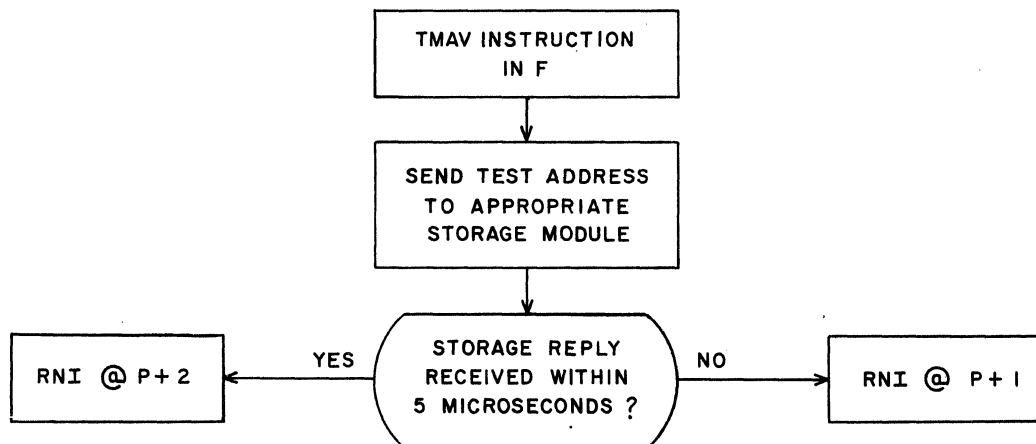 TMAV INSTRUCTION
IN F
SEND TEST ADDRESS
TO APPROPRIATE
STORAGE MODULE
STORAGE REPLY
RECEIVED WITHIN
5 MICROSECONDS ?
YES
NO
RNI @ P+2
RNI @ P+1